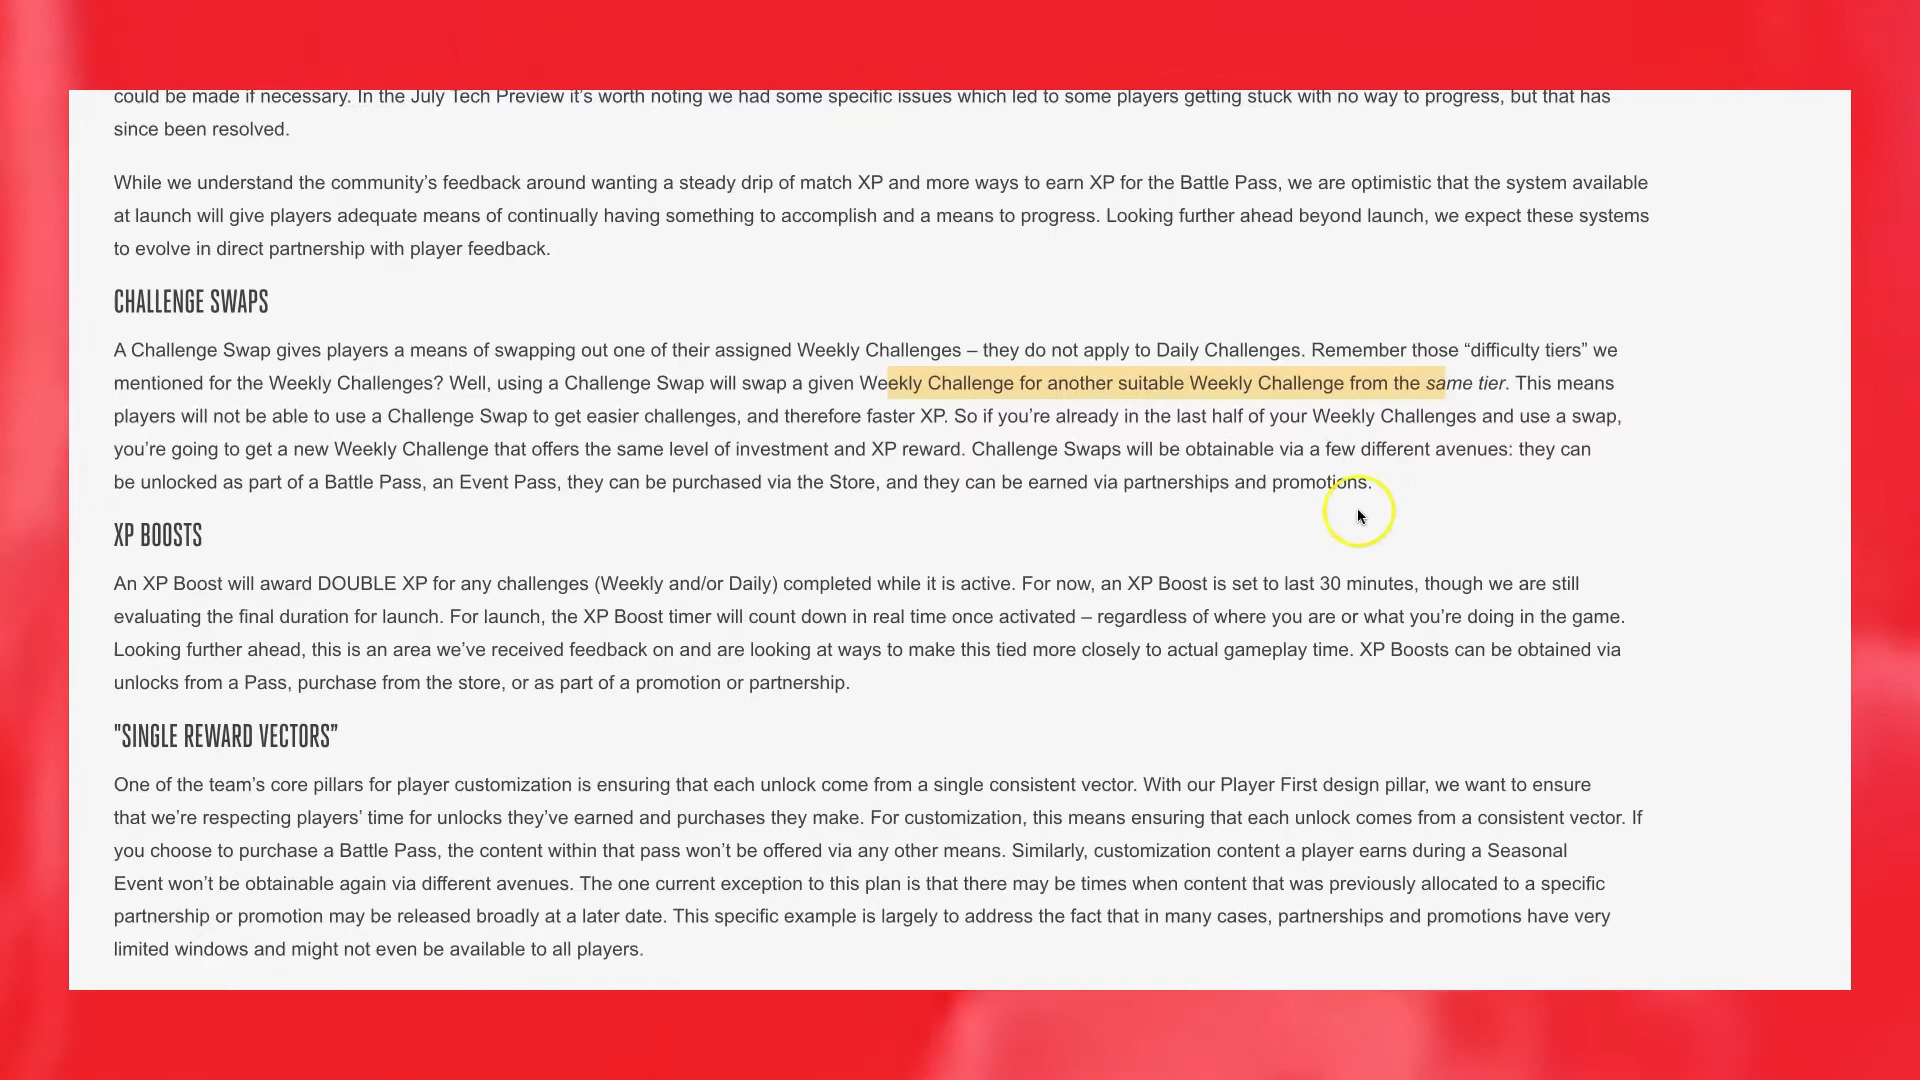 could be made if necessary. In the July Tech Preview it’s worth noting we had some specific issues which led to some players getting stuck with no way to progress, but that has
since been resolved.
While we understand the community’s feedback around wanting a steady drip of match XP and more ways to earn XP for the Battle Pass, we are optimistic that the system available
at launch will give players adequate means of continually having something to accomplish and a means to progress. Looking further ahead beyond launch, we expect these systems
to evolve in direct partnership with player feedback.
CHALLENGE SWAPS
A Challenge Swap gives players a means of swapping out one of their assigned Weekly Challenges – they do not apply to Daily Challenges. Remember those “difficulty tiers” we
mentioned for the Weekly Challenges? Well, using a Challenge Swap will swap a given Weekly Challenge for another suitable Weekly Challenge from the same tier. This means
players will not be able to use a Challenge Swap to get easier challenges, and therefore faster XP. So if you’re already in the last half of your Weekly Challenges and use a swap,
you’re going to get a new Weekly Challenge that offers the same level of investment and XP reward. Challenge Swaps will be obtainable via a few different avenues: they can
be unlocked as part of a Battle Pass, an Event Pass, they can be purchased via the Store, and they can be earned via partnerships and promotions.
XP BOOSTS
An XP Boost will award DOUBLE XP for any challenges (Weekly and/or Daily) completed while it is active. For now, an XP Boost is set to last 30 minutes, though we are still
evaluating the final duration for launch. For launch, the XP Boost timer will count down in real time once activated – regardless of where you are or what you’re doing in the game.
Looking further ahead, this is an area we’ve received feedback on and are looking at ways to make this tied more closely to actual gameplay time. XP Boosts can be obtained via
unlocks from a Pass, purchase from the store, or as part of a promotion or partnership.
"SINGLE REWARD VECTORS”
One of the team’s core pillars for player customization is ensuring that each unlock come from a single consistent vector. With our Player First design pillar, we want to ensure
that we’re respecting players’ time for unlocks they’ve earned and purchases they make. For customization, this means ensuring that each unlock comes from a consistent vector. If
you choose to purchase a Battle Pass, the content within that pass won’t be offered via any other means. Similarly, customization content a player earns during a Seasonal
Event won’t be obtainable again via different avenues. The one current exception to this plan is that there may be times when content that was previously allocated to a specific
partnership or promotion may be released broadly at a later date. This specific example is largely to address the fact that in many cases, partnerships and promotions have very
limited windows and might not even be available to all players.